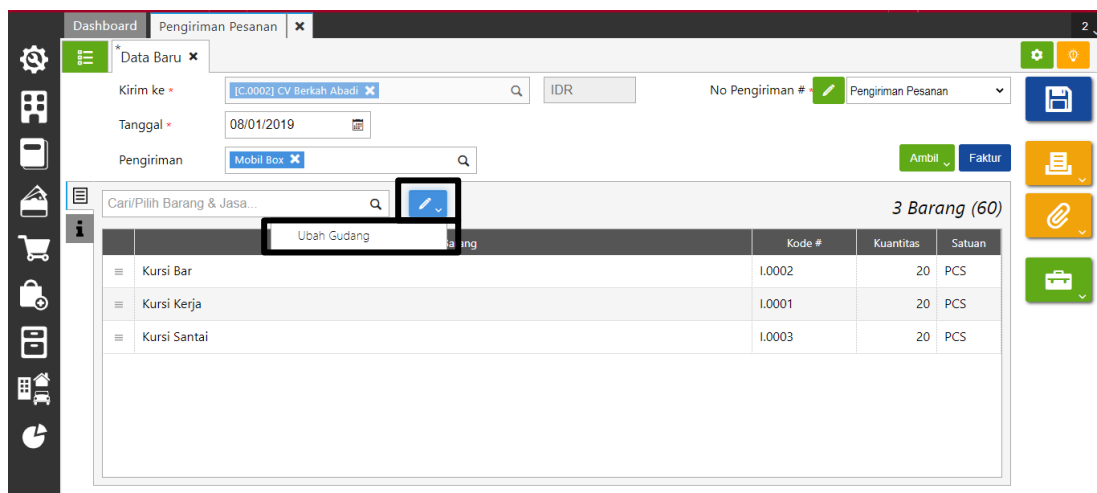 Dashboard Pengiriman Pesanan 2
*Data Baru
Kirim ke * [C.0002] CV Berkah Abadi IDR No Pengiriman # * Pengiriman Pesanan
Tanggal * 08/01/2019
Pengiriman Mobil Box Ambil Faktur
Cari/Pilih Barang & Jasa... 3 Barang (60)
Ubah Gudang
Kode # Kuantitas Satuan
Kursi Bar I.0002 20 PCS
Kursi Kerja I.0001 20 PCS
Kursi Santai I.0003 20 PCS